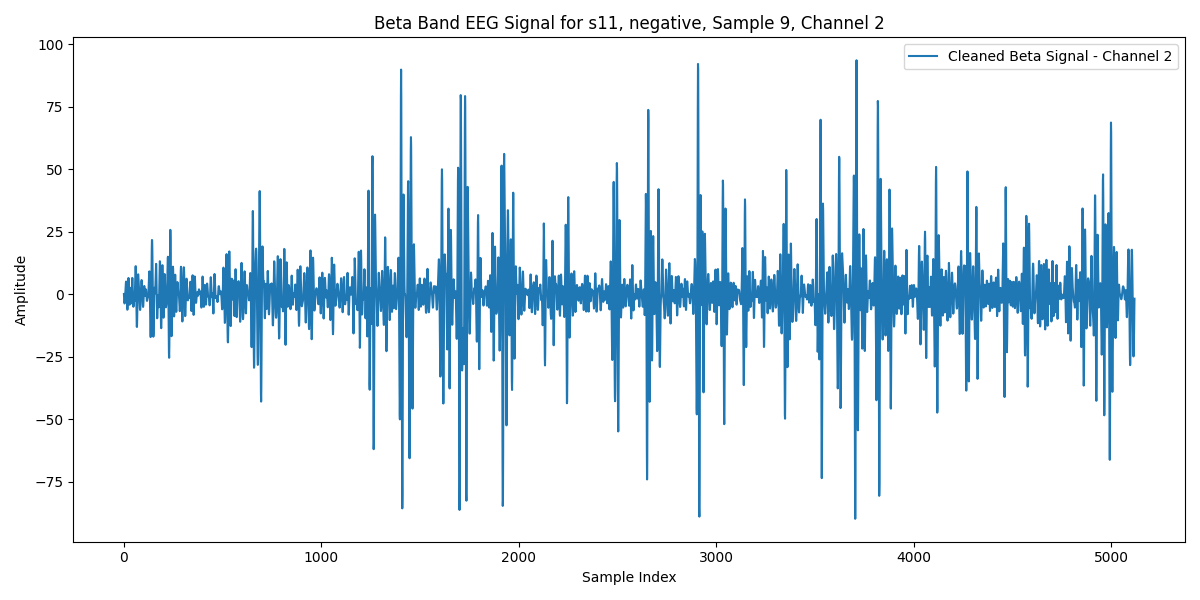 Beta Band EEG Signal for s11, negative, Sample 9, Channel 2
Cleaned Beta Signal - Channel 2
Amplitude
100
75
50
25
0
−25
−50
−75
0 1000 2000 3000 4000 5000
Sample Index